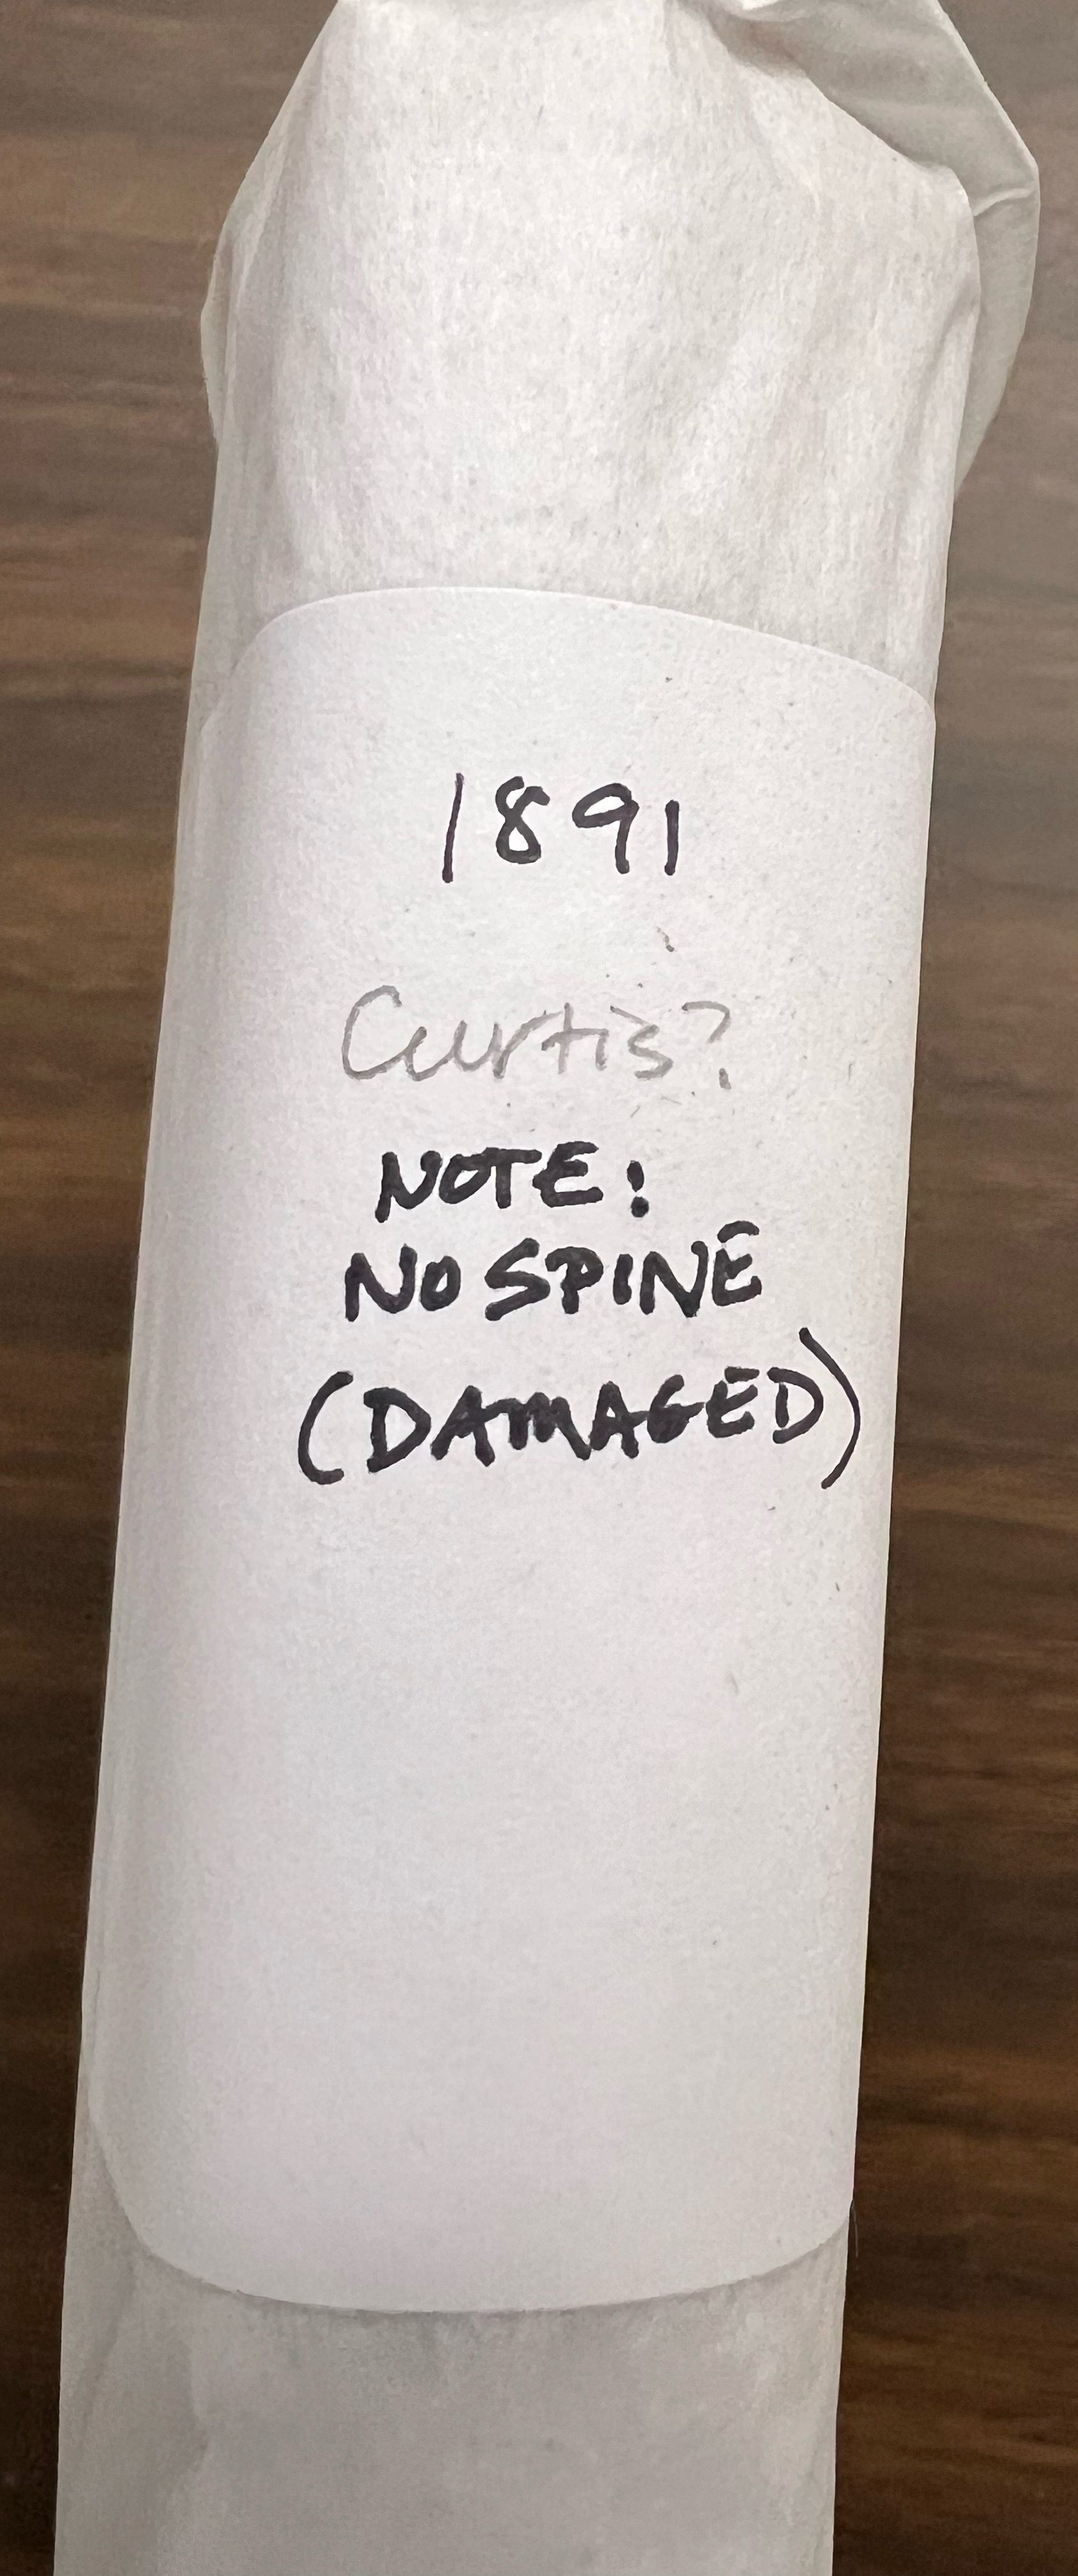 1891
Curtis?
NOTE:
NO SPINE
(DAMAGED)